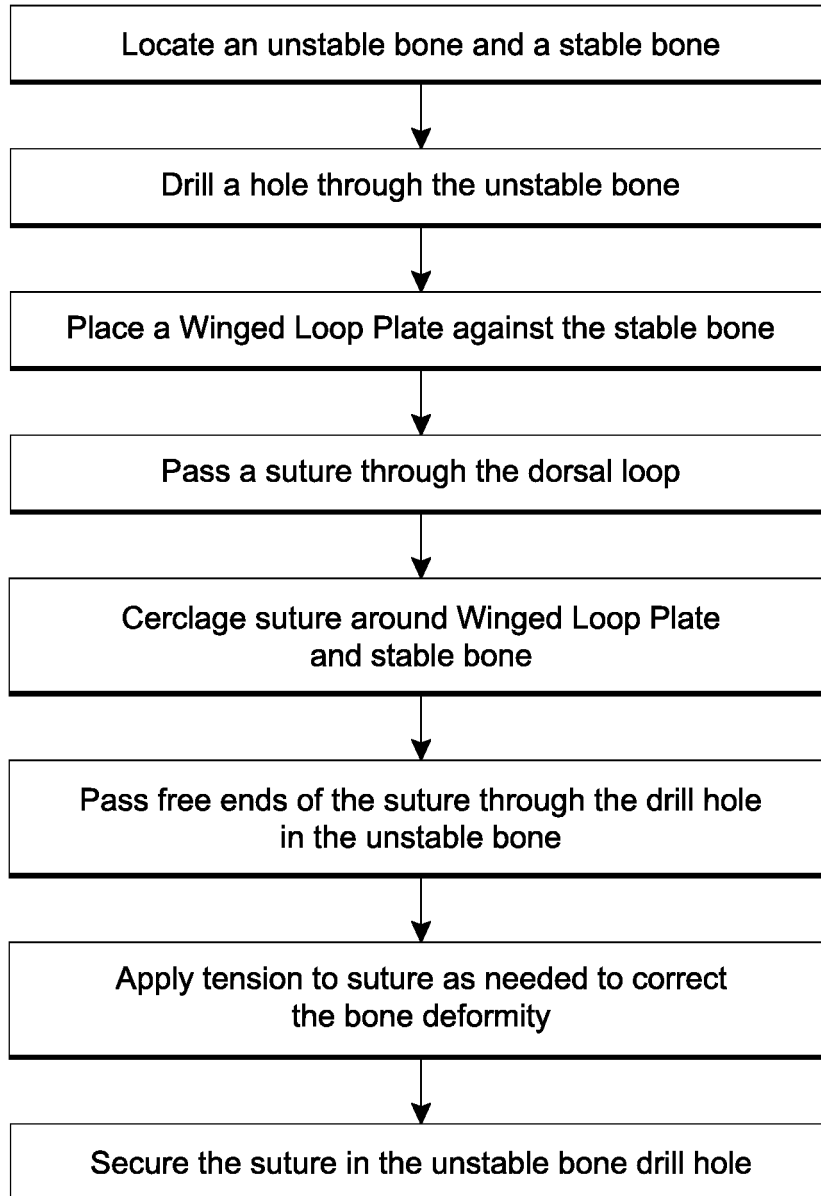 Locate an unstable bone and a stable bone
Drill a hole through the unstable bone
Place a Winged Loop Plate against the stable bone
Pass a suture through the dorsal loop
Cerclage suture around Winged Loop Plate
and stable bone
Pass free ends of the suture through the drill hole
in the unstable bone
Apply tension to suture as needed to correct
the bone deformity
Secure the suture in the unstable bone drill hole